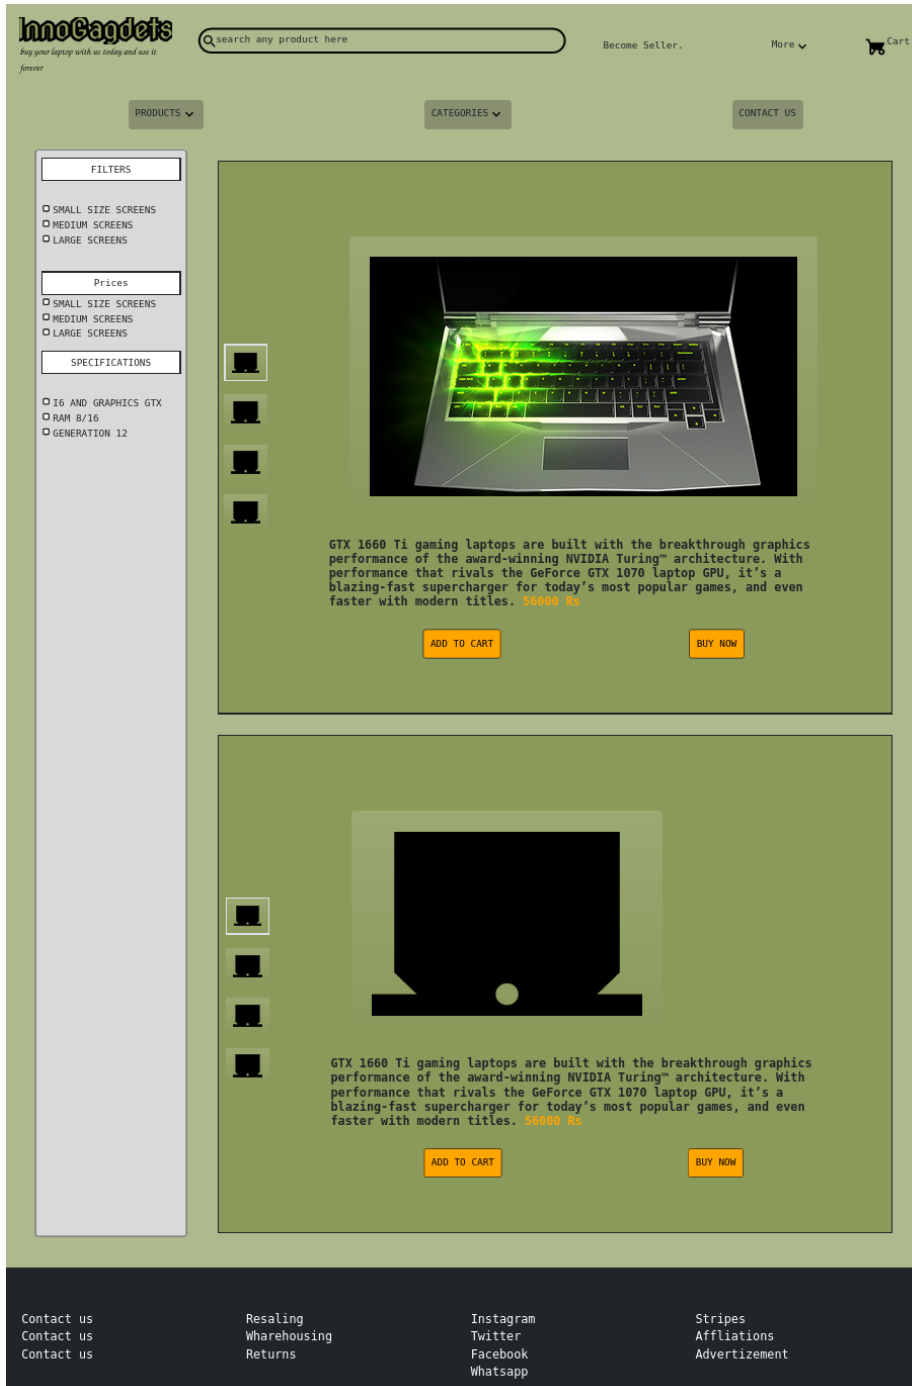 InnoGagdets
buy your laptop with us today and use it
forever
search any product here
Become Seller.
More
Cart
PRODUCTS
CATEGORIES
CONTACT US
FILTERS
SMALL SIZE SCREENS
MEDIUM SCREENS
LARGE SCREENS
Prices
SMALL SIZE SCREENS
MEDIUM SCREENS
LARGE SCREENS
SPECIFICATIONS
I6 AND GRAPHICS GTX
RAM 8/16
GENERATION 12
GTX 1660 Ti gaming laptops are built with the breakthrough graphics
performance of the award-winning NVIDIA Turing™ architecture. With
performance that rivals the GeForce GTX 1070 laptop GPU, it’s a
blazing-fast supercharger for today’s most popular games, and even
faster with modern titles. 56000 Rs
ADD TO CART
BUY NOW
GTX 1660 Ti gaming laptops are built with the breakthrough graphics
performance of the award-winning NVIDIA Turing™ architecture. With
performance that rivals the GeForce GTX 1070 laptop GPU, it’s a
blazing-fast supercharger for today’s most popular games, and even
faster with modern titles. 56000 Rs
ADD TO CART
BUY NOW
Contact us
Contact us
Contact us
Resaling
Wharehousing
Returns
Instagram
Twitter
Facebook
Whatsapp
Stripes
Affliations
Advertizement